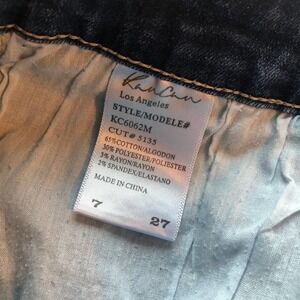 KanCan
Los Angeles
STYLE/MODELE#
KC6062M
CUT# 5135
65%COTTON/ALGODON
30% POLYESTER/POLIESTER
3% RAYON/RAYON
2% SPANDEX/ELASTANO
MADE IN CHINA
7 27